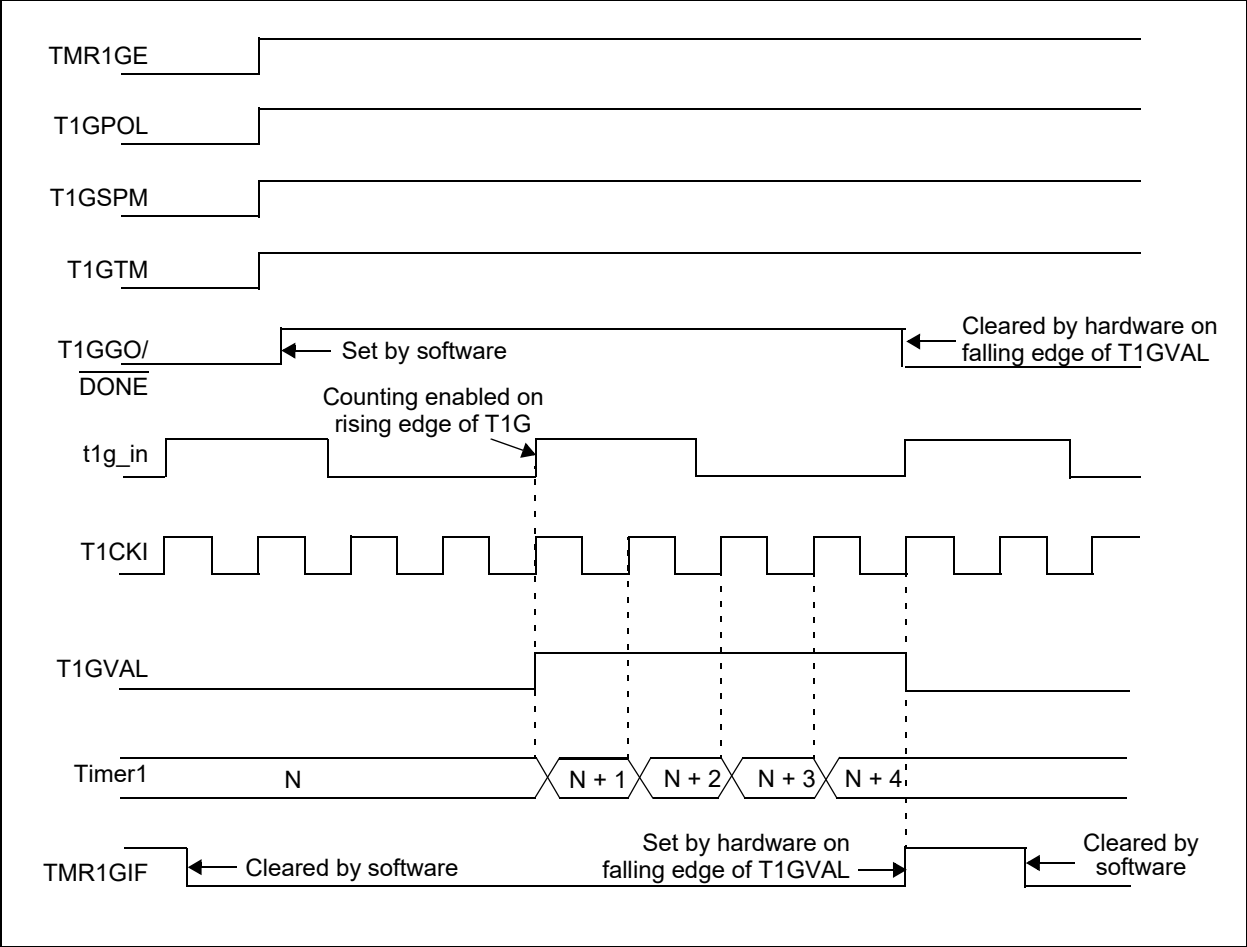 TMR1GE
T1GPOL
T1GSPM
T1GTM
T1GGO/
DONE
Set by software
Cleared by hardware on
falling edge of T1GVAL
Counting enabled on
rising edge of T1G
t1g_in
T1CKI
T1GVAL
Timer1
N
N + 1
N + 2
N + 3
N + 4
TMR1GIF
Cleared by software
Set by hardware on
falling edge of T1GVAL
Cleared by
software